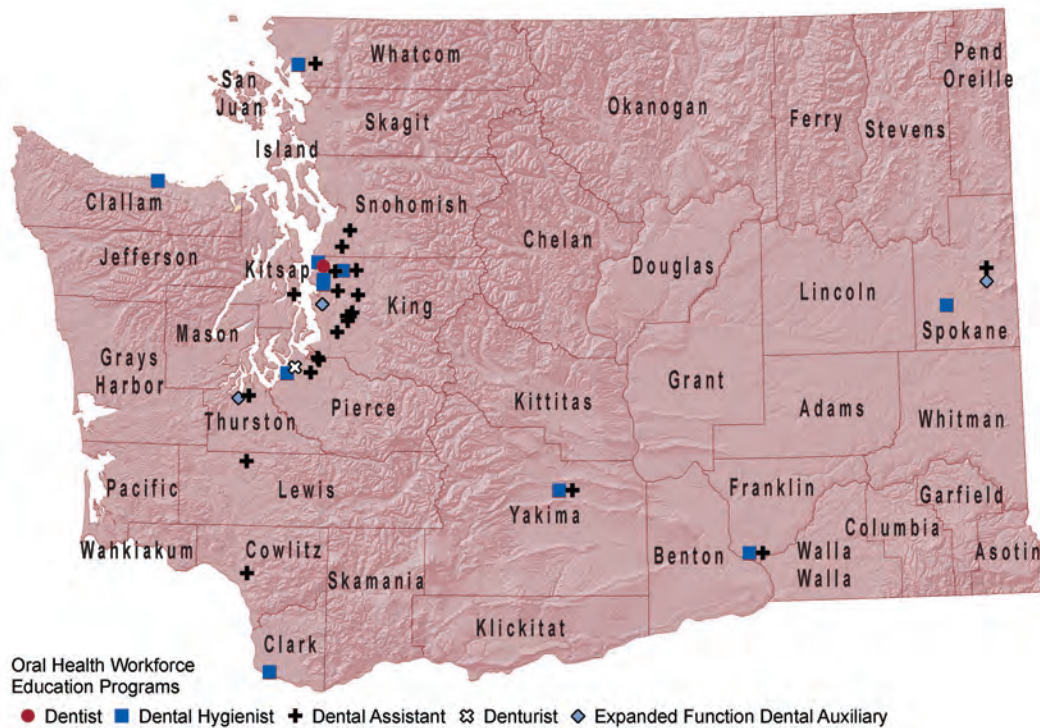 Whatcom
Pend
Oreille
San
Juan
Okanogan
Ferry
Stevens
Skagit
Island
Clallam
Snohomish
Chelan
Jefferson
Kitsap
Douglas
Lincoln
King
Spokane
Mason
Grays
Harbor
Grant
Kittitas
Adams
Pierce
Whitman
Thurston
Pacific
Lewis
Yakima
Franklin
Garfield
Columbia
Wahkiakum
Cowlitz
Benton
Walla
Walla
Asotin
Skamania
Klickitat
Clark
Oral Health Workforce
Education Programs
Dentist Dental Hygienist Dental Assistant Denturist Expanded Function Dental Auxiliary